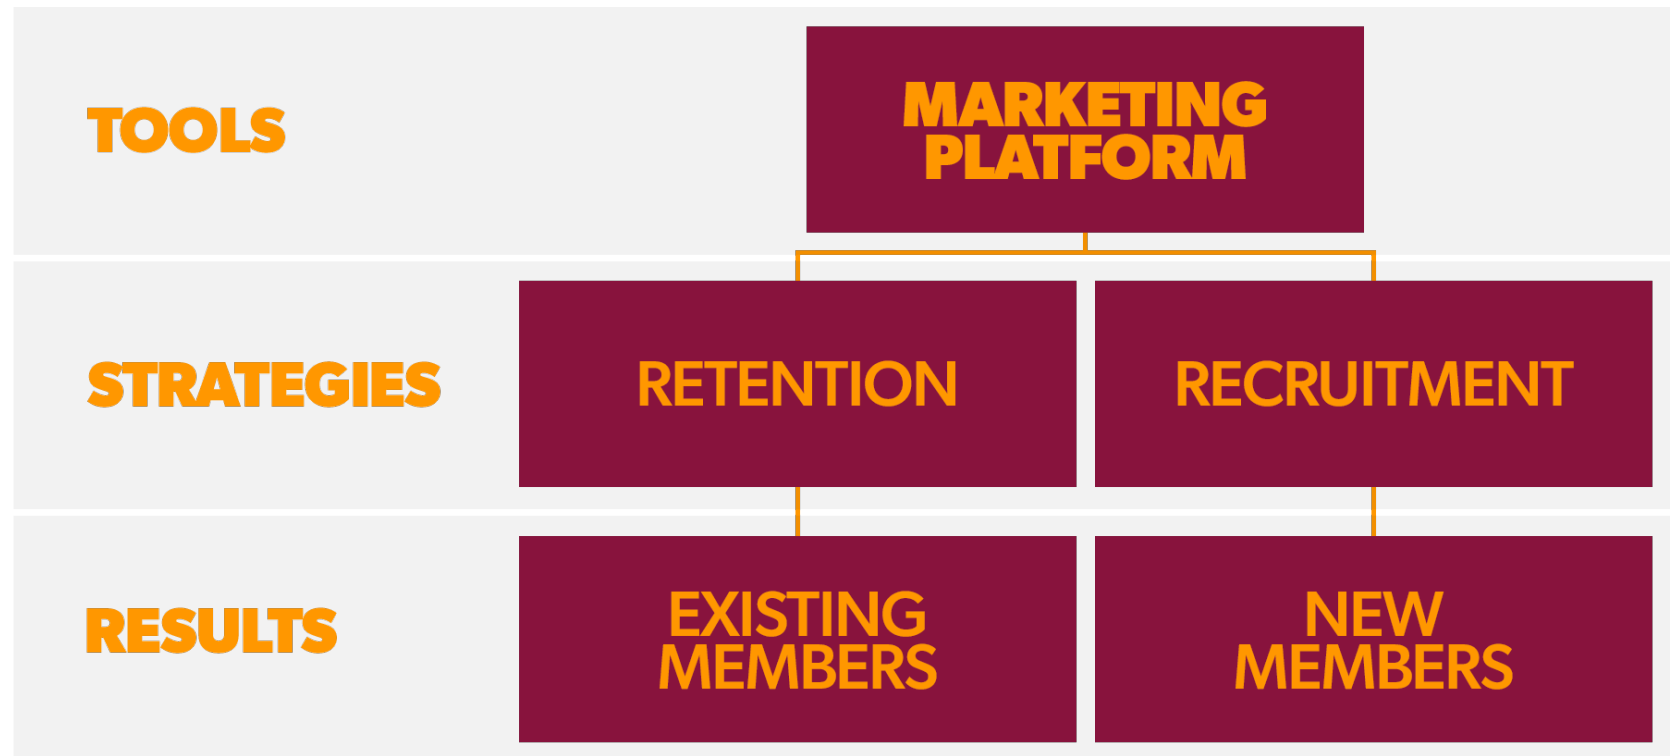 TOOLS
MARKETING
PLATFORM
STRATEGIES
RETENTION
RECRUITMENT
RESULTS
EXISTING
MEMBERS
NEW
MEMBERS